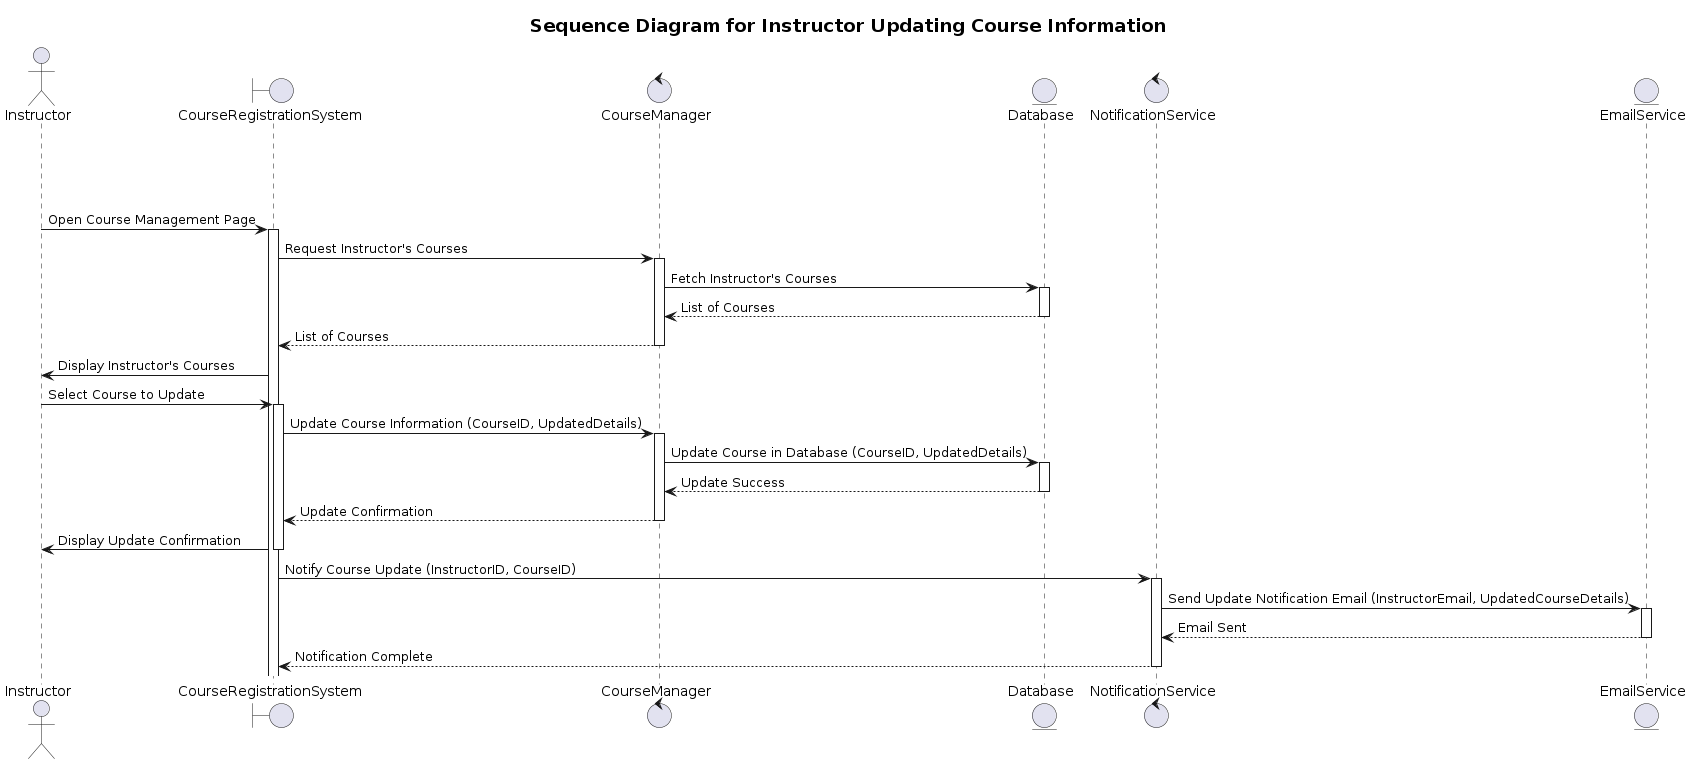 Sequence Diagram for Instructor Updating Course Information
Instructor
CourseRegistrationSystem
CourseManager
Database
NotificationService
EmailService
Open Course Management Page
Request Instructor's Courses
Fetch Instructor's Courses
List of Courses
List of Courses
Display Instructor's Courses
Select Course to Update
Update Course Information (CourseID, UpdatedDetails)
Update Course in Database (CourseID, UpdatedDetails)
Update Success
Update Confirmation
Display Update Confirmation
Notify Course Update (InstructorID, CourseID)
Send Update Notification Email (InstructorEmail, UpdatedCourseDetails)
Email Sent
Notification Complete
Instructor
CourseRegistrationSystem
CourseManager
Database
NotificationService
EmailService